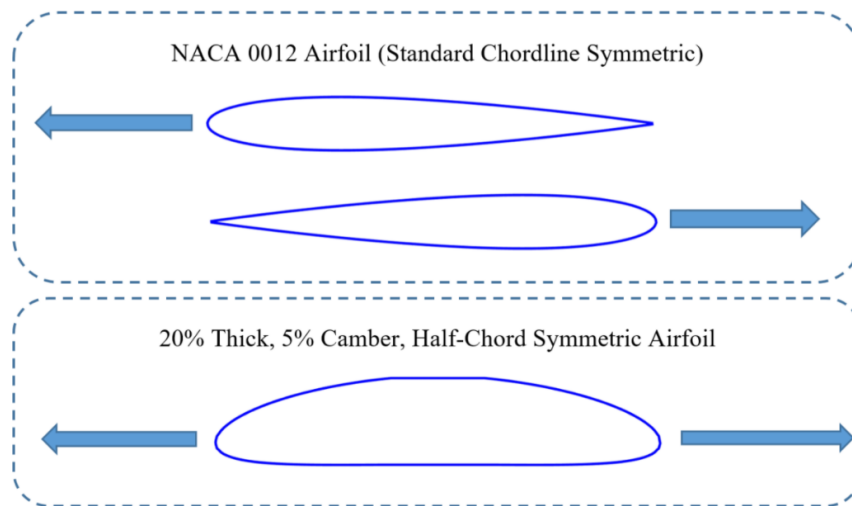 NACA 0012 Airfoil (Standard Chordline Symmetric)
20% Thick, 5% Camber, Half-Chord Symmetric Airfoil